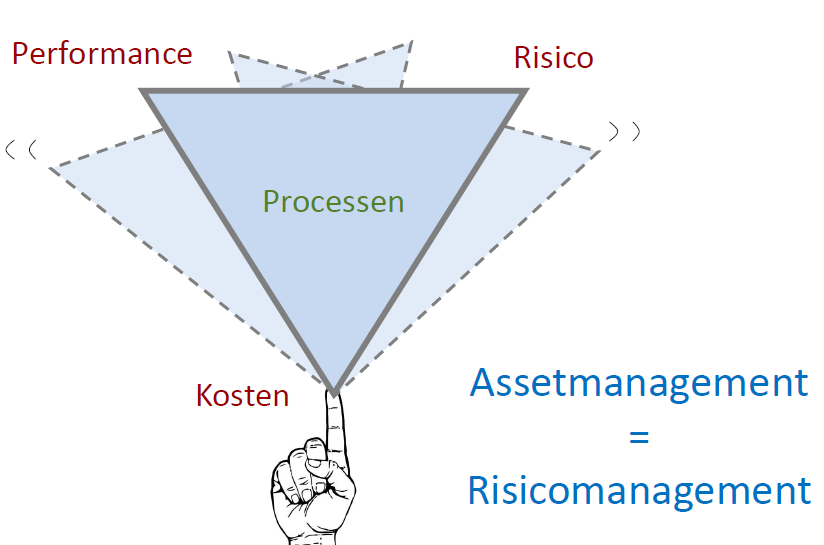 Performance
Risico
Processen
Kosten
Assetmanagement
=
Risicomanagement